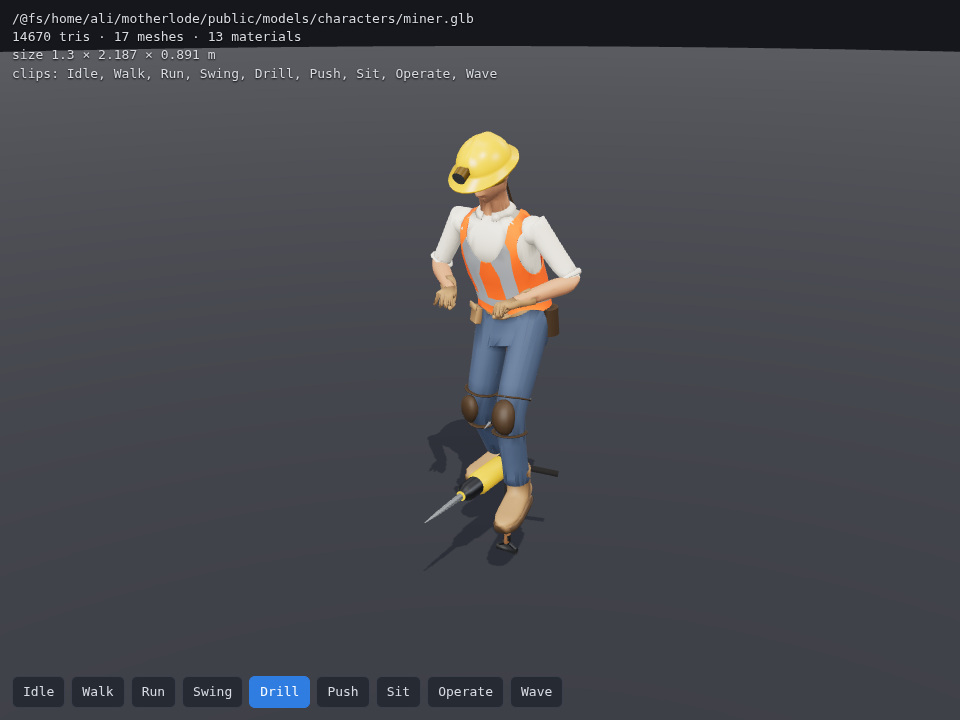 /@fs/home/ali/motherlode/public/models/characters/miner.glb
14670 tris · 17 meshes · 13 materials
size 1.3 × 2.187 × 0.891 m
clips: Idle, Walk, Run, Swing, Drill, Push, Sit, Operate, Wave
Idle Walk Run Swing Drill Push Sit Operate Wave